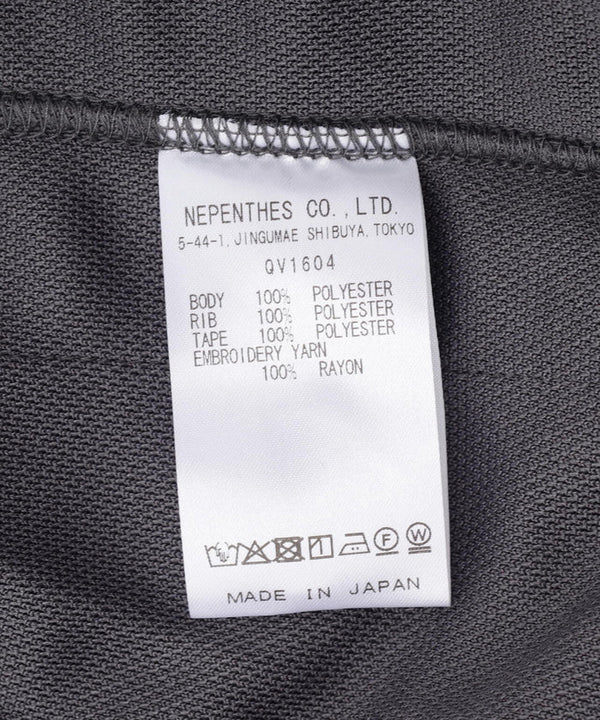 NEPENTHES CO.,LTD.
5-44-1, JINGUMAE SHIBUYA, TOKYO
QV1604
BODY 100% POLYESTER
RIB 100% POLYESTER
TAPE 100% POLYESTER
EMBROIDERY YARN
100% RAYON
F W
MADE IN JAPAN